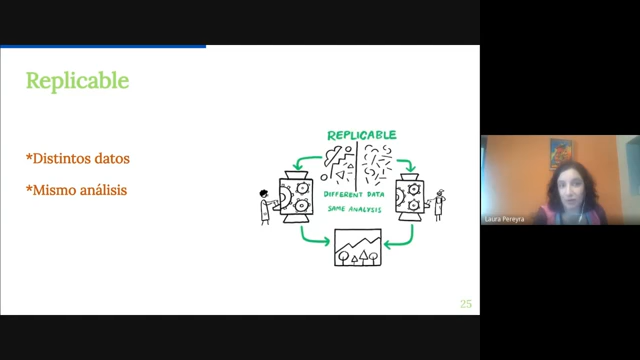 Replicable
*Distintos datos
*Mismo análisis
REPLICABLE
DIFFERENT DATA
SAME ANALYSIS
25
Laura Pereyra